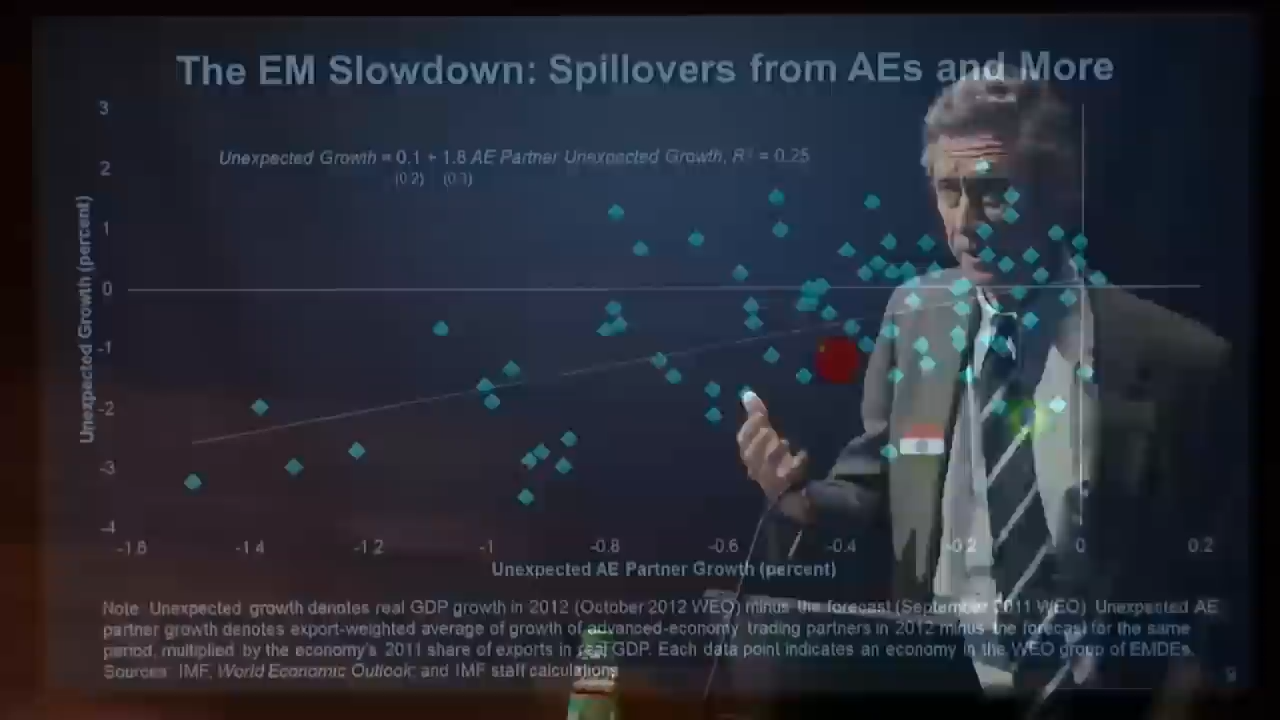 The EM Slowdown: Spillovers from AEs and More
3
2
1
0
-1
-2
-3
-4
Unexpected Growth (percent)
Unexpected Growth = 0.1 + 1.8 AE Partner Unexpected Growth, R² = 0.25
(0.2) (0.3)
-1.6 -1.4 -1.2 -1 -0.8 -0.6 -0.4 -0.2 0 0.2
Unexpected AE Partner Growth (percent)
Note: Unexpected growth denotes real GDP growth in 2012 (October 2012 WEO) minus the forecast (September 2011 WEO). Unexpected AE
partner growth denotes export-weighted average of growth of advanced-economy trading partners in 2012 minus the forecast for the same
period, multiplied by the economy's 2011 share of exports in real GDP. Each data point indicates an economy in the WEO group of EMDEs.
Sources: IMF, World Economic Outlook; and IMF staff calculations
9